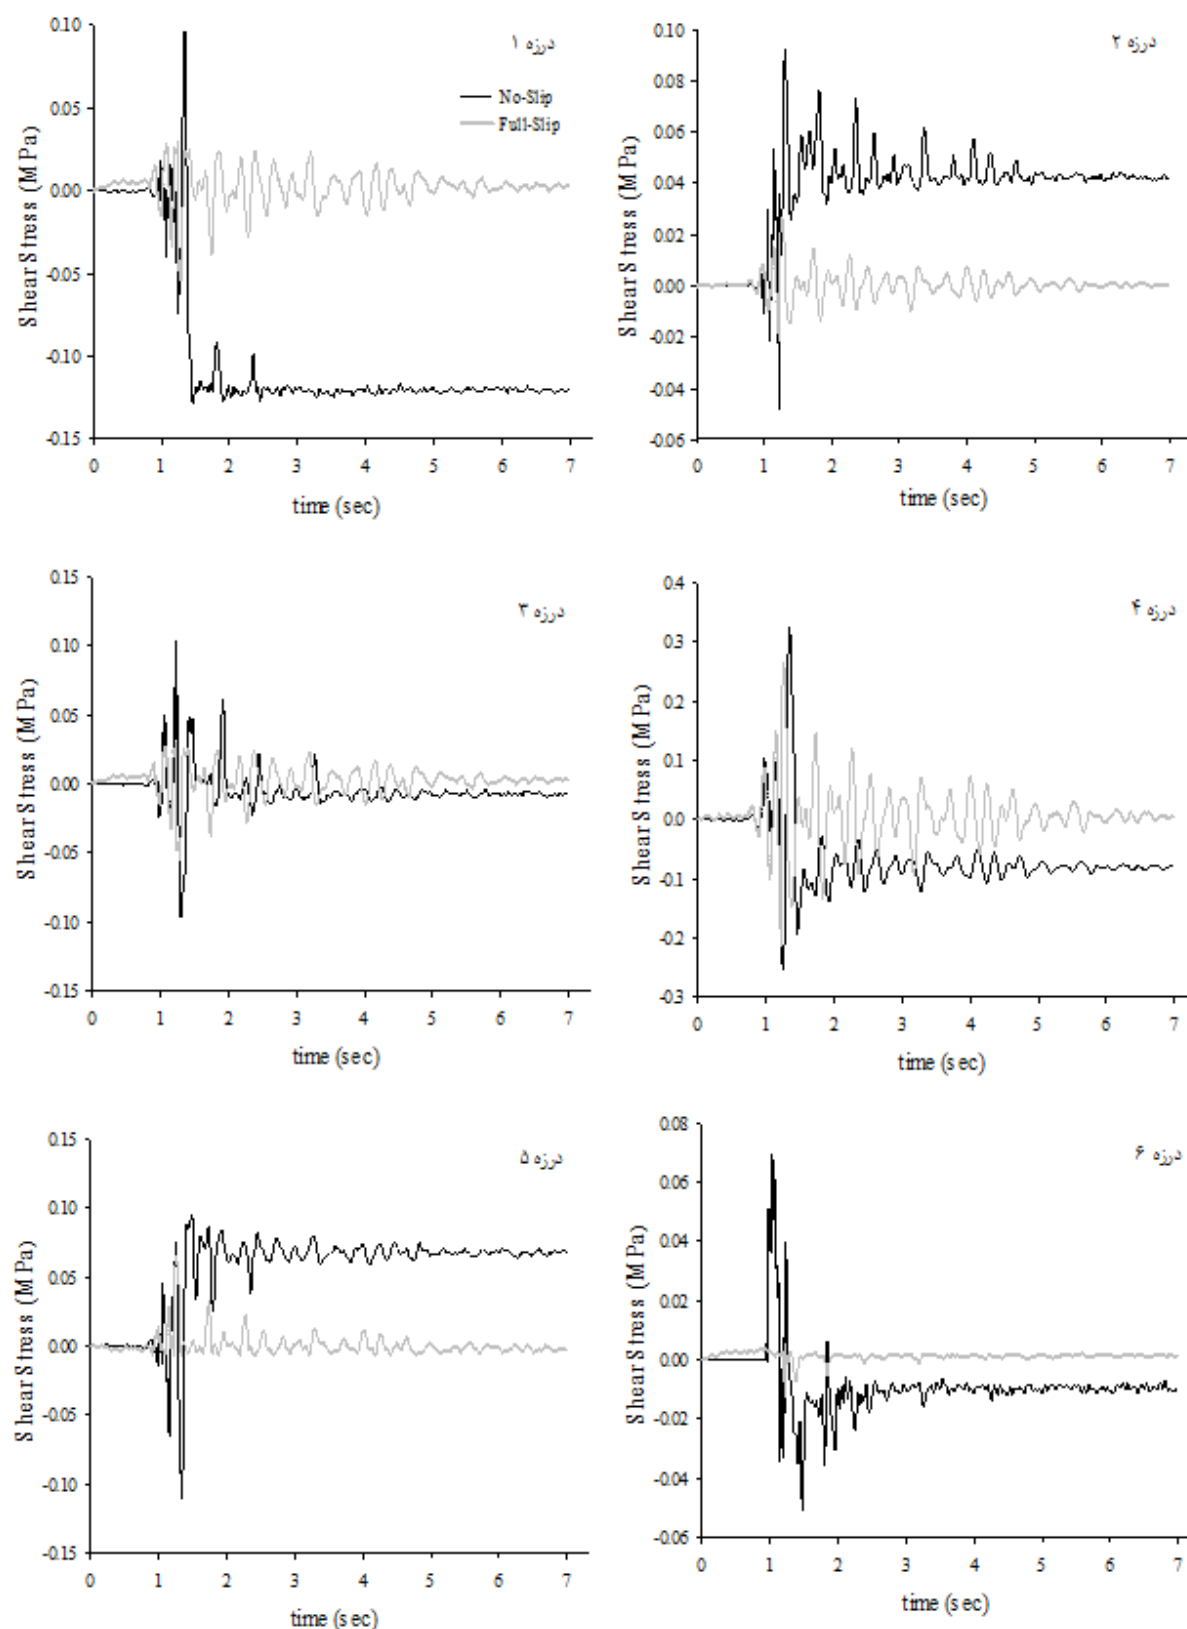 درزه ۱
No-Slip
Full-Slip
0.10
0.05
0.00
-0.05
-0.10
-0.15
Shear Stress (MPa)
0 1 2 3 4 5 6 7
time (sec)
درزه ۲
0.10
0.08
0.06
0.04
0.02
0.00
-0.02
-0.04
-0.06
Shear Stress (MPa)
0 1 2 3 4 5 6 7
time (sec)
درزه ۳
0.15
0.10
0.05
0.00
-0.05
-0.10
-0.15
Shear Stress (MPa)
0 1 2 3 4 5 6 7
time (sec)
درزه ۴
0.4
0.3
0.2
0.1
0.0
-0.1
-0.2
-0.3
Shear Stress (MPa)
0 1 2 3 4 5 6 7
time (sec)
درزه ۵
0.15
0.10
0.05
0.00
-0.05
-0.10
-0.15
Shear Stress (MPa)
0 1 2 3 4 5 6 7
time (sec)
درزه ۶
0.08
0.06
0.04
0.02
0.00
-0.02
-0.04
-0.06
Shear Stress (MPa)
0 1 2 3 4 5 6 7
time (sec)